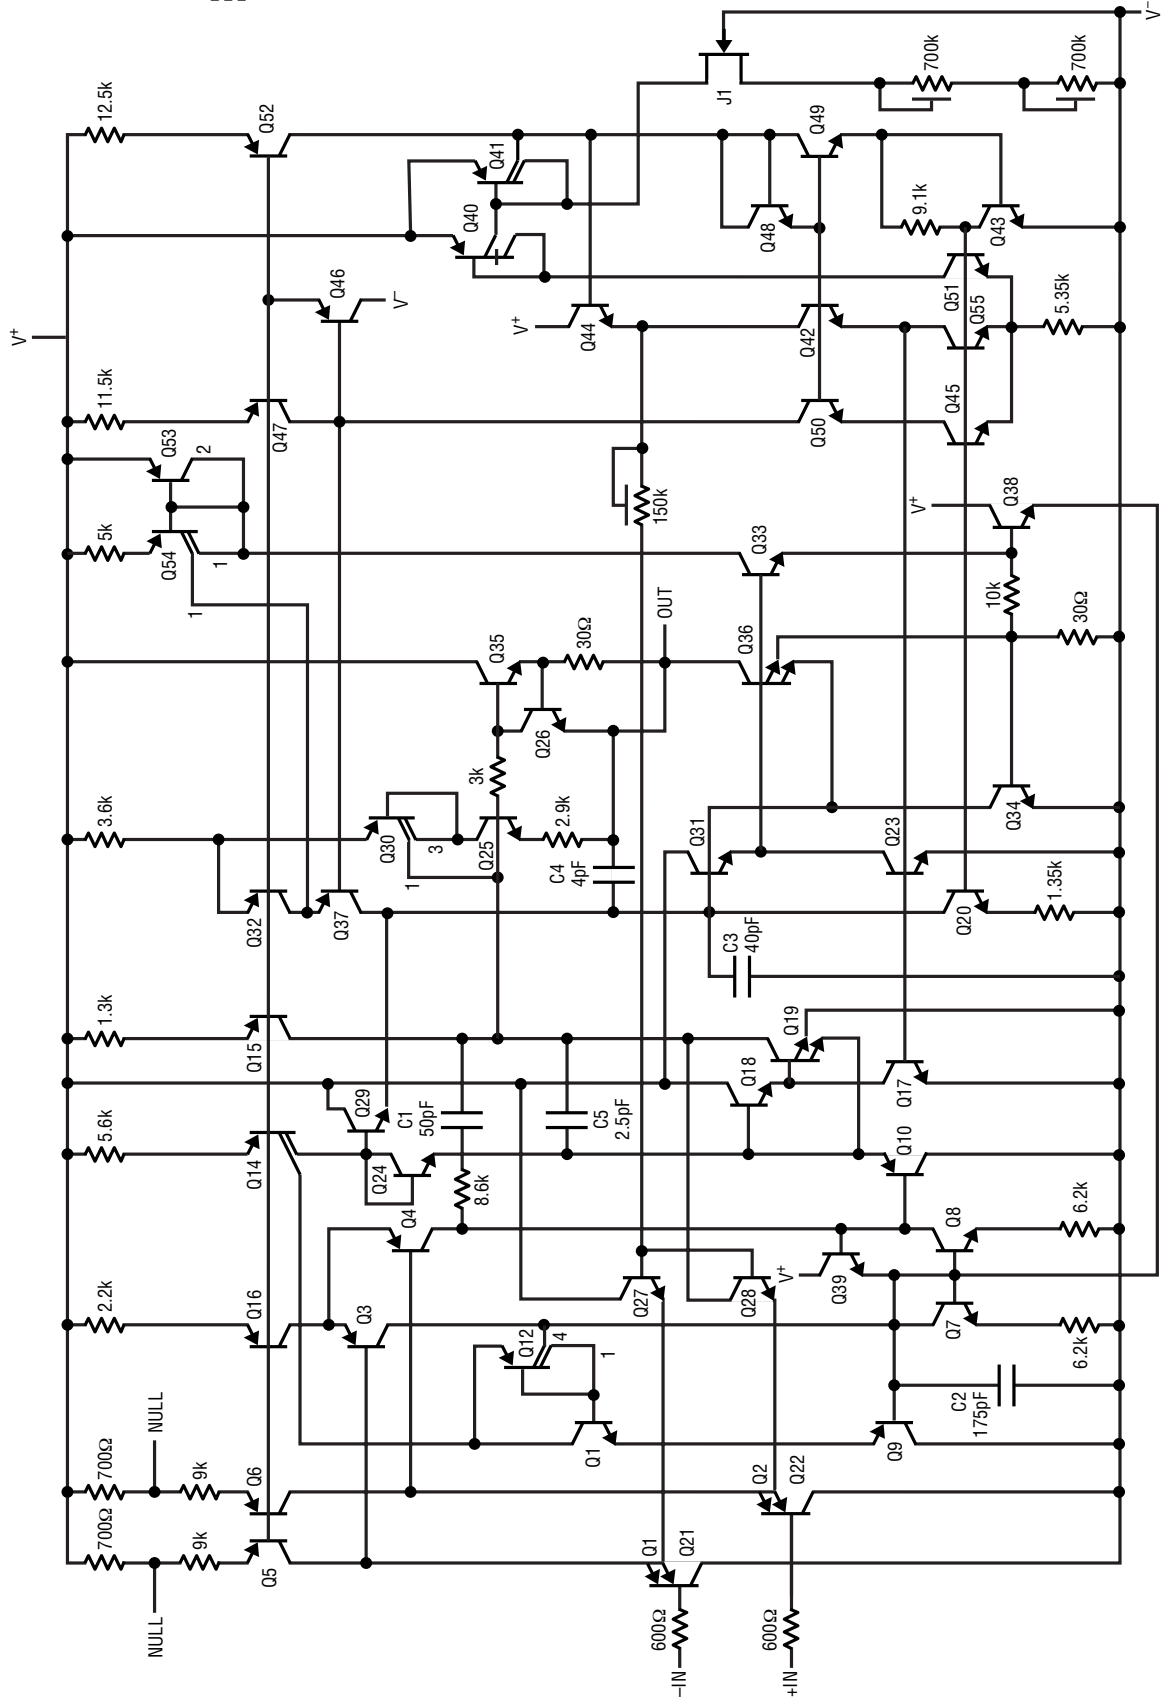 V+
12.5k
11.5k
5k
3.6k
1.3k
5.6k
2.2k
700Ω
700Ω
NULL
NULL
9k
9k
Q52
Q46
V–
Q47
Q53
2
Q54
1
1
Q32
Q37
Q15
Q14
Q16
Q6
Q5
Q41
Q40
Q44
V+
J1
Q35
30Ω
Q26
3k
Q30
3
1
Q25
2.9k
C4
4pF
Q29
Q24
C1
50pF
8.6k
C5
2.5pF
Q4
Q3
Q12
4
1
Q1
150k
OUT
Q27
Q28
Q1
Q21
Q2
Q22
600Ω
600Ω
–IN
+IN
Q49
Q48
Q42
Q50
Q33
Q36
Q31
C3
40pF
Q19
Q18
V+
Q39
Q9
9.1k
Q43
Q51
Q55
Q45
5.35k
V+
Q38
10k
30Ω
Q34
Q23
Q20
1.35k
Q17
Q10
Q8
6.2k
Q7
6.2k
C2
175pF
700k
700k
V–